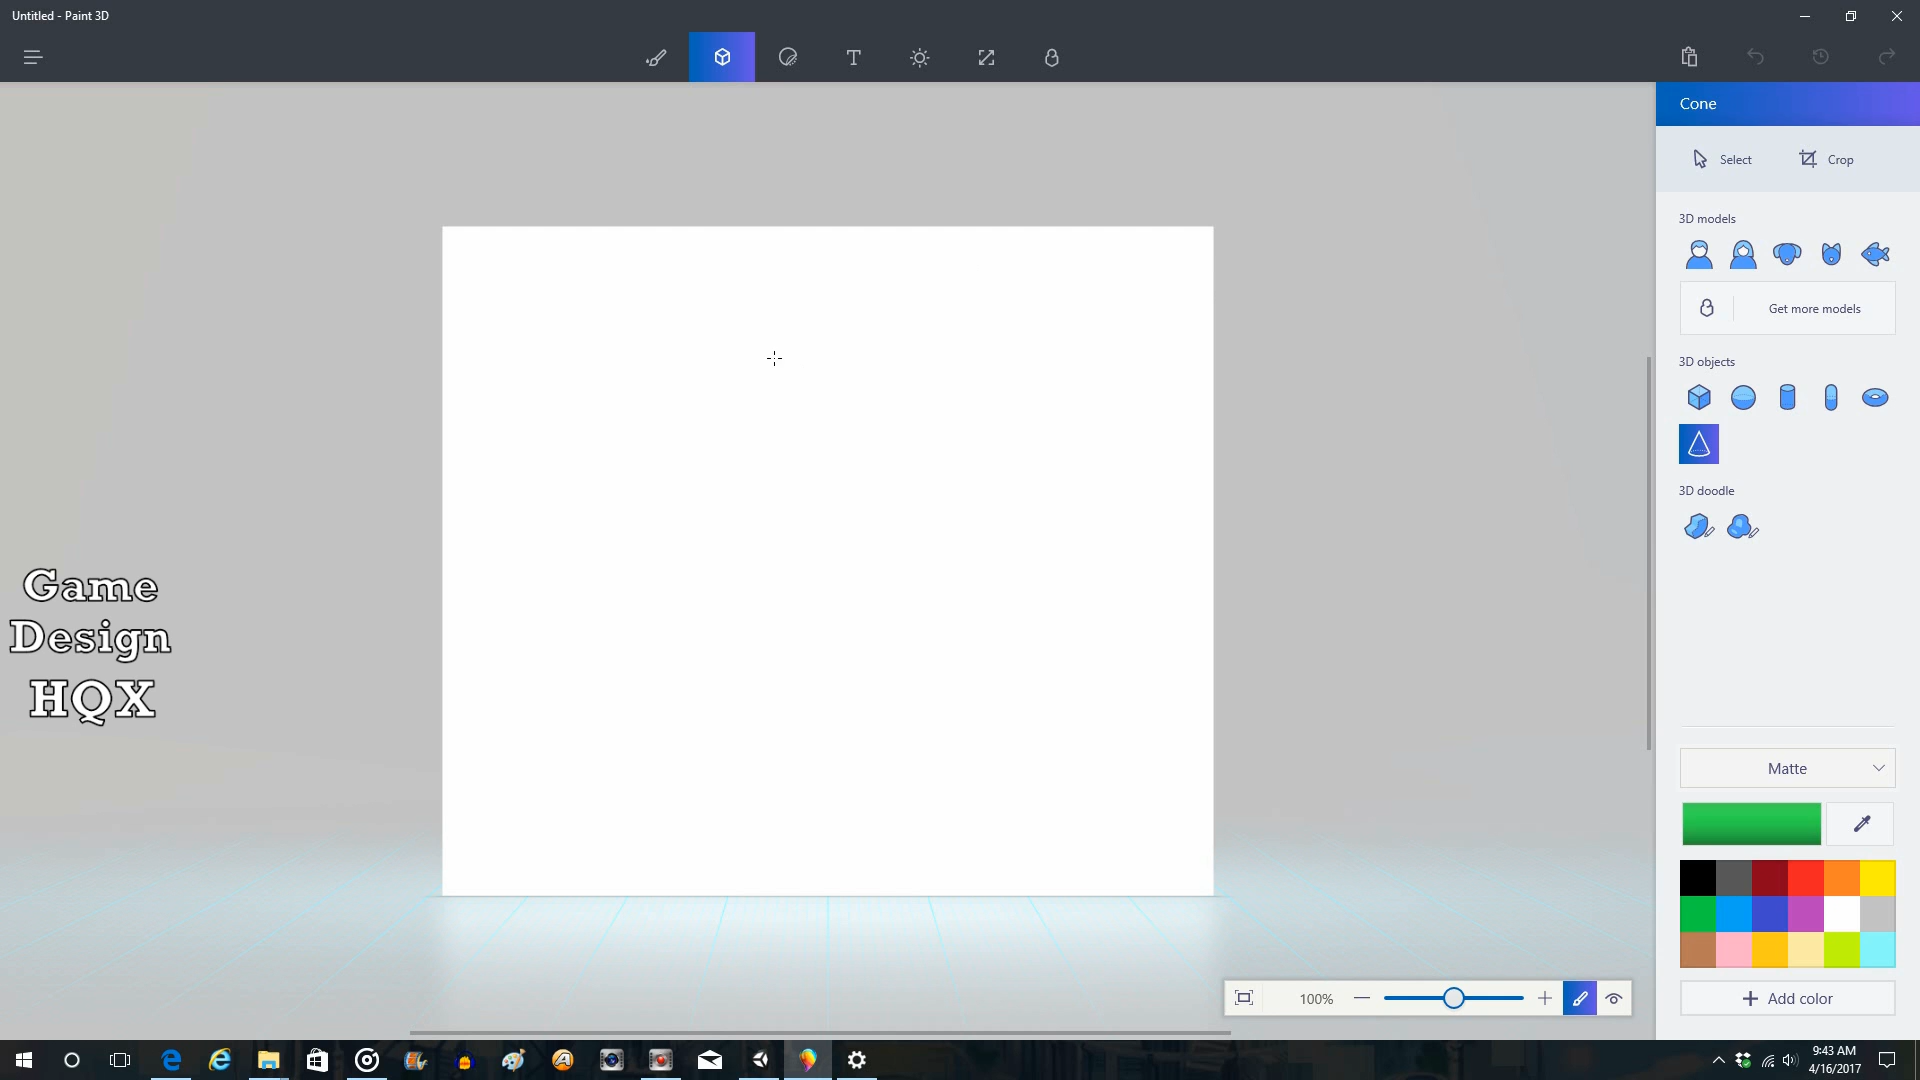 Untitled - Paint 3D
Cone
Select
Crop
3D models
Get more models
3D objects
3D doodle
Game
Design
HQX
Matte
100%
Add color
9:43 AM
4/16/2017